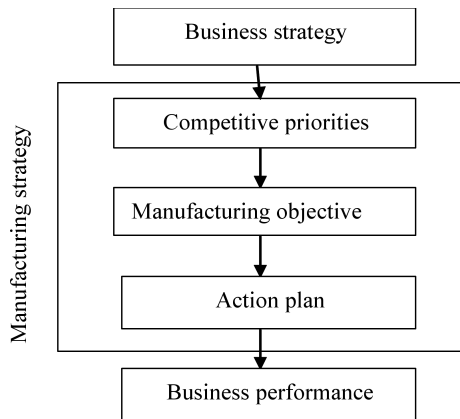 Business strategy
Competitive priorities
Manufacturing objective
Action plan
Business performance
Manufacturing strategy